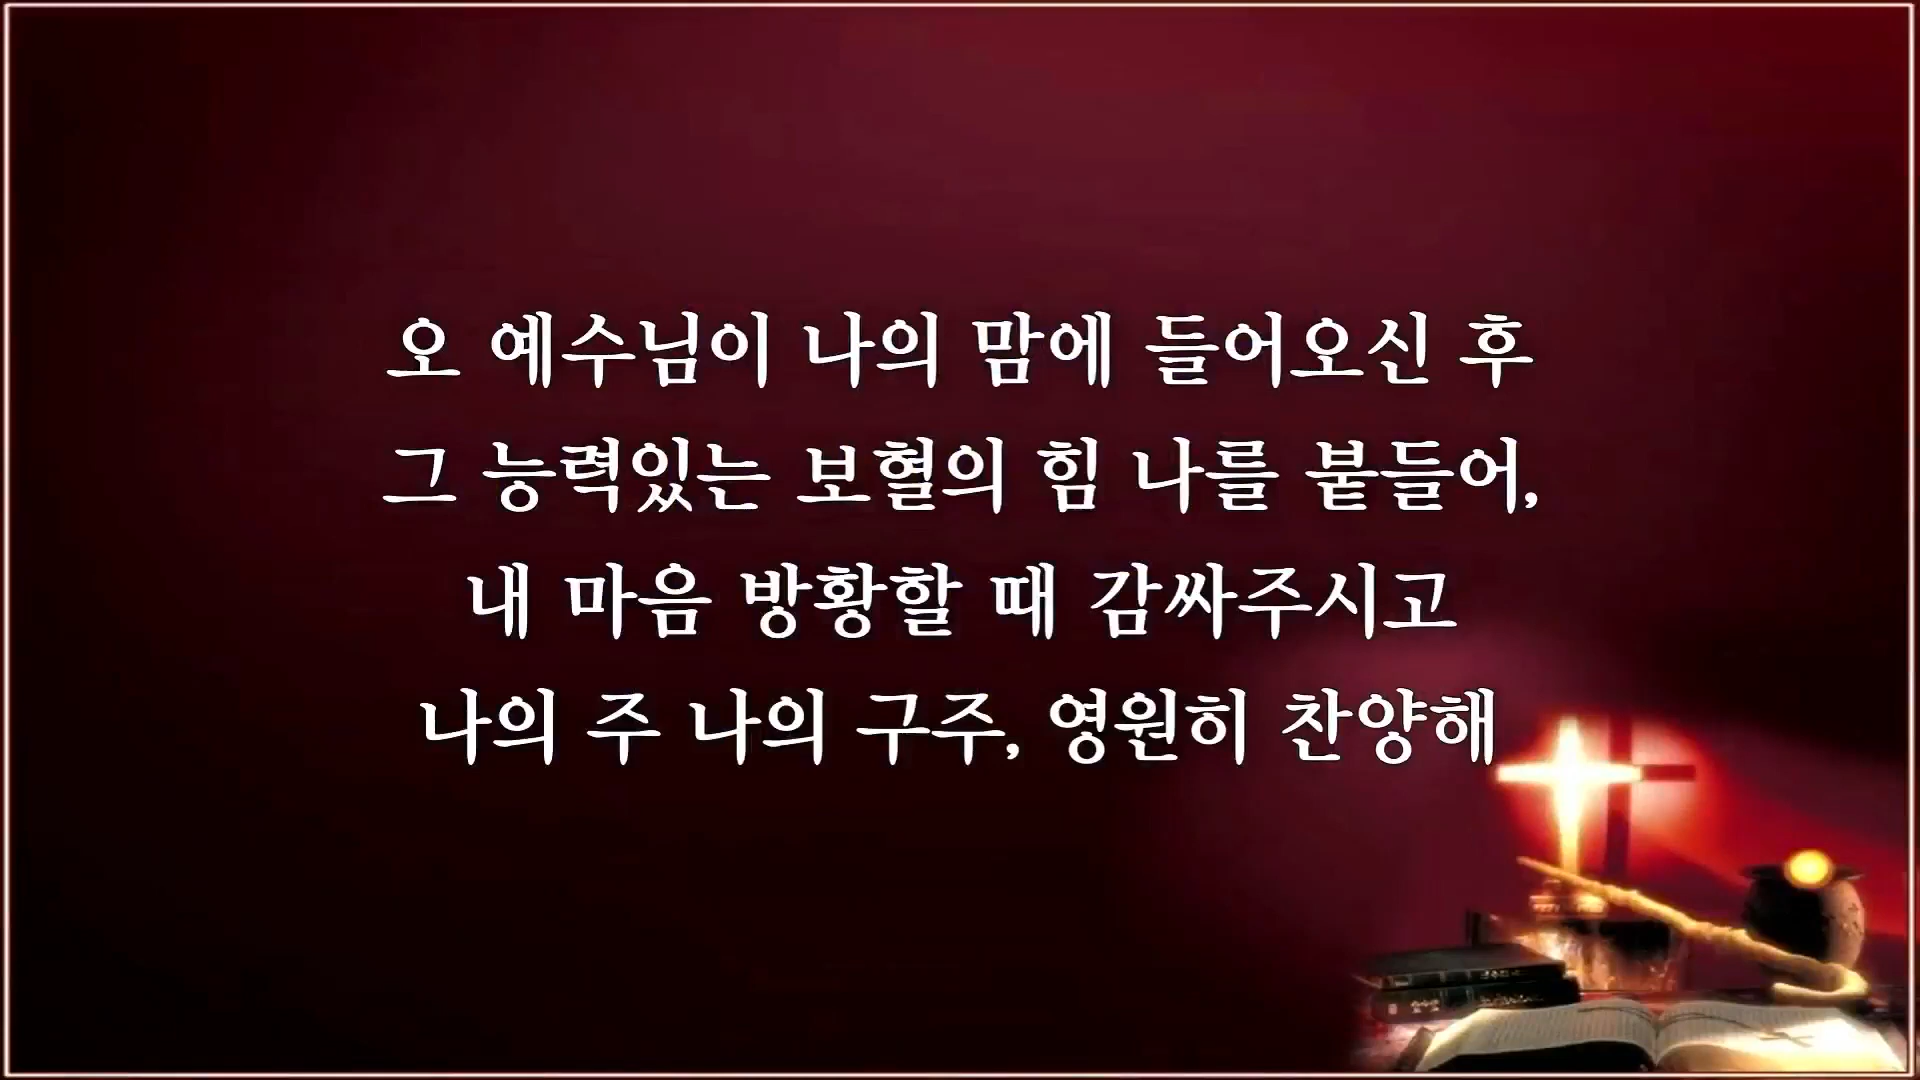 오 예수님이 나의 맘에 들어오신 후
그 능력있는 보혈의 힘 나를 붙들어,
내 마음 방황할 때 감싸주시고
나의 주 나의 구주, 영원히 찬양해